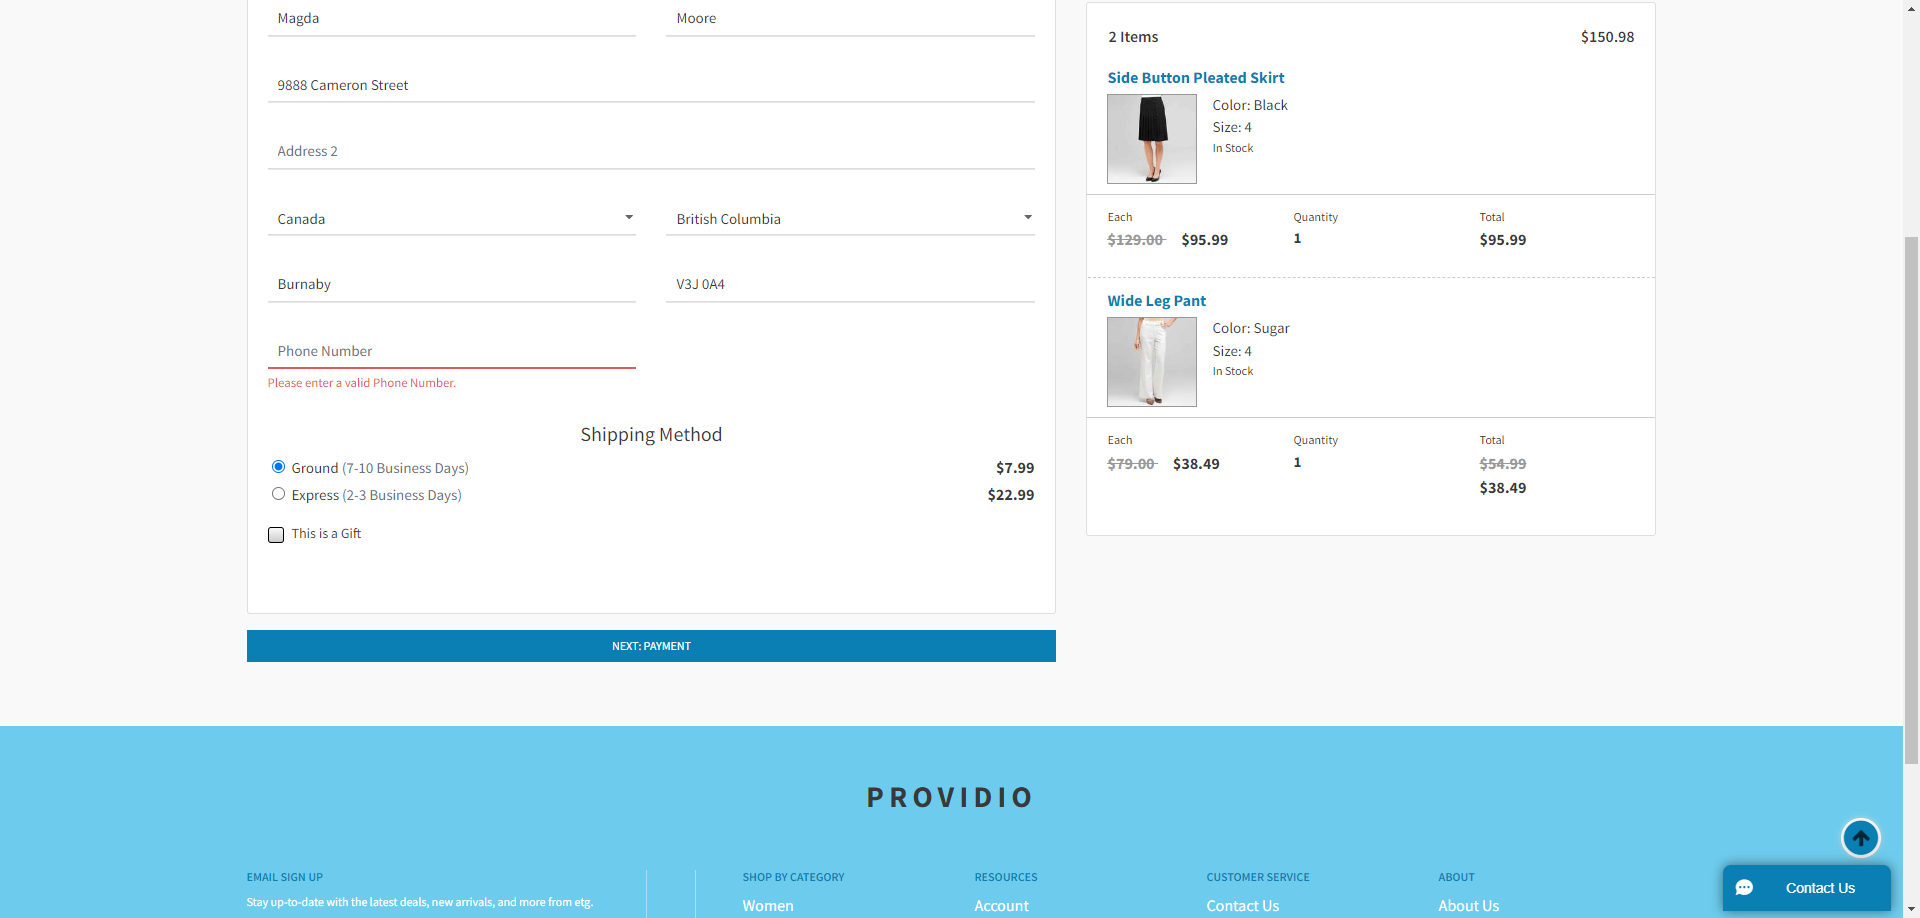 Magda
Moore
9888 Cameron Street
Address 2
Canada
British Columbia
Burnaby
V3J 0A4
Phone Number
Please enter a valid Phone Number.
Shipping Method
Ground (7-10 Business Days)
$7.99
Express (2-3 Business Days)
$22.99
This is a Gift
NEXT: PAYMENT
2 Items
$150.98
Side Button Pleated Skirt
Color: Black
Size: 4
In Stock
Each
Quantity
Total
$129.00 $95.99
1
$95.99
Wide Leg Pant
Color: Sugar
Size: 4
In Stock
Each
Quantity
Total
$79.00 $38.49
1
$54.99
$38.49
PROVIDIO
EMAIL SIGN UP
Stay up-to-date with the latest deals, new arrivals, and more from etg.
SHOP BY CATEGORY
Women
RESOURCES
Account
CUSTOMER SERVICE
Contact Us
ABOUT
About Us
Contact Us